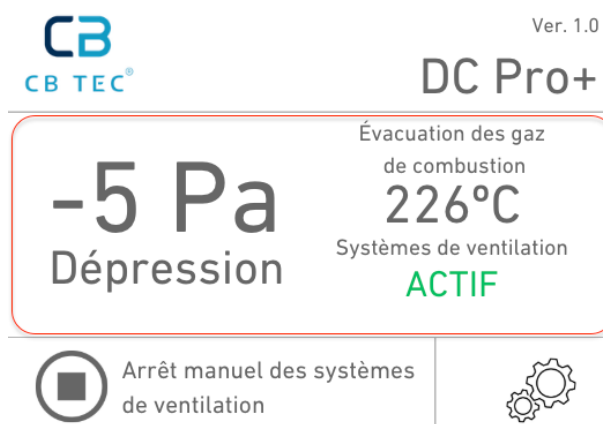 CB
CB TEC®
Ver. 1.0
DC Pro+
-5 Pa
Dépression
Évacuation des gaz
de combustion
226ºC
Systèmes de ventilation
ACTIF
Arrêt manuel des systèmes
de ventilation